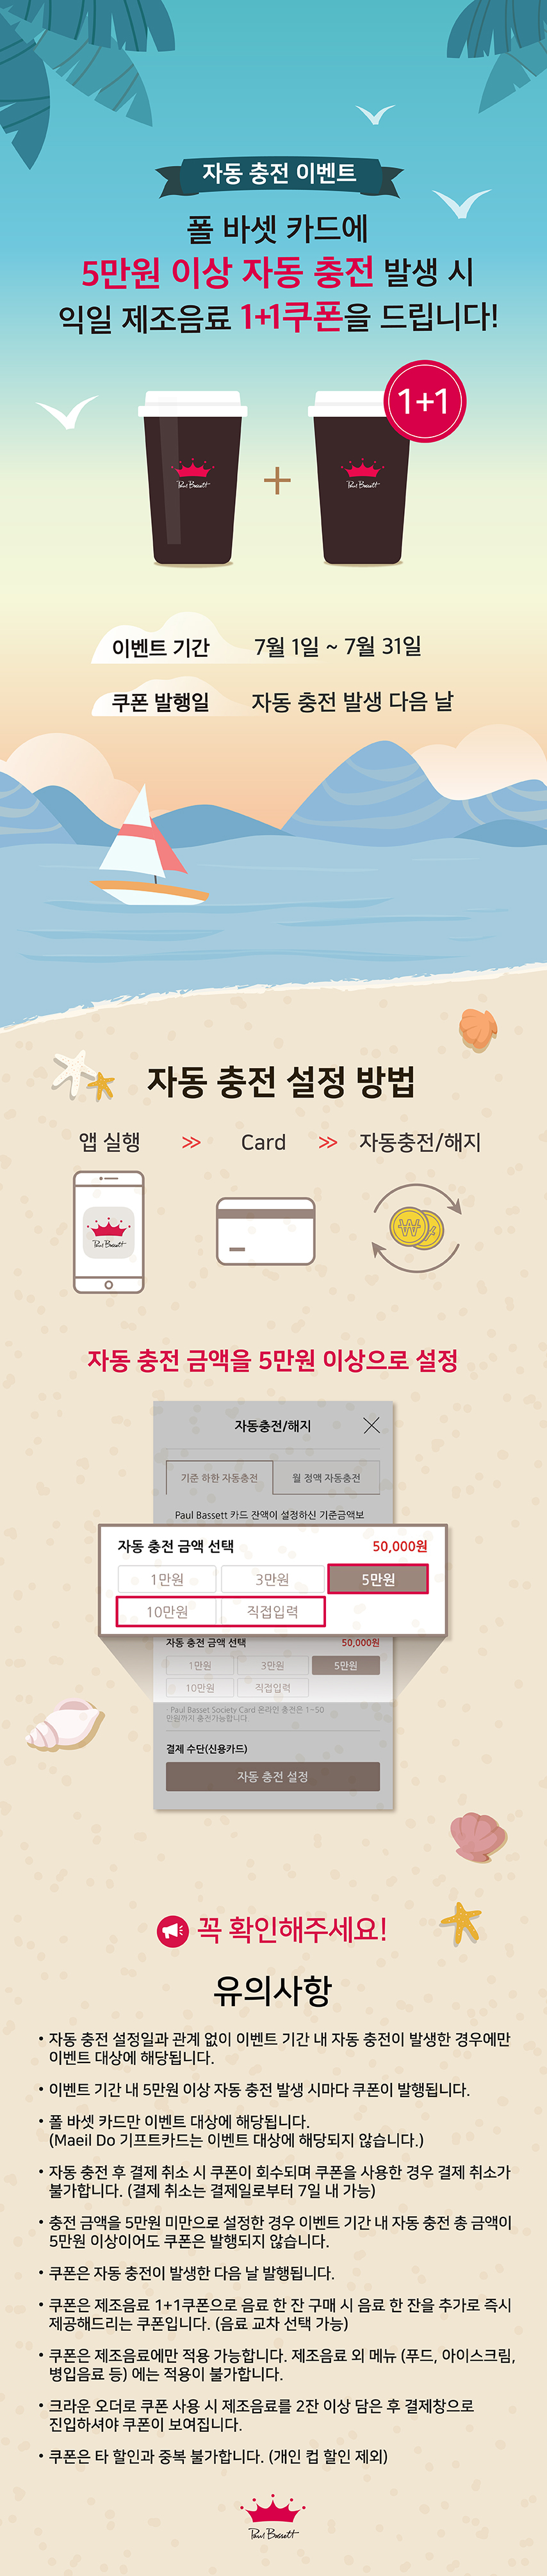 자동 충전 이벤트
폴 바셋 카드에
5만원 이상 자동 충전 발생 시
익일 제조음료 1+1쿠폰을 드립니다!
1+1
Paul Bassett
+
Paul Bassett
이벤트 기간 7월 1일 ~ 7월 31일
쿠폰 발행일 자동 충전 발생 다음 날
자동 충전 설정 방법
앱 실행 >> Card >> 자동충전/해지
Paul Bassett
₩
자동 충전 금액을 5만원 이상으로 설정
자동충전/해지
기준 하한 자동충전 월 정액 자동충전
Paul Bassett 카드 잔액이 설정하신 기준금액보
자동 충전 금액 선택 50,000원
1만원 3만원 5만원
10만원 직접입력
자동 충전 금액 선택 50,000원
1만원 3만원 5만원
10만원 직접입력
· Paul Basset Society Card 온라인 충전은 1~50
만원까지 충전가능합니다
결제 수단(신용카드)
자동 충전 설정
꼭 확인해주세요!
유의사항
• 자동 충전 설정일과 관계 없이 이벤트 기간 내 자동 충전이 발생한 경우에만
이벤트 대상에 해당됩니다.
• 이벤트 기간 내 5만원 이상 자동 충전 발생 시마다 쿠폰이 발행됩니다.
• 폴 바셋 카드만 이벤트 대상에 해당됩니다.
(Maeil Do 기프트카드는 이벤트 대상에 해당되지 않습니다.)
• 자동 충전 후 결제 취소 시 쿠폰이 회수되며 쿠폰을 사용한 경우 결제 취소가
불가합니다. (결제 취소는 결제일로부터 7일 내 가능)
• 충전 금액을 5만원 미만으로 설정한 경우 이벤트 기간 내 자동 충전 총 금액이
5만원 이상이어도 쿠폰은 발행되지 않습니다.
• 쿠폰은 자동 충전이 발생한 다음 날 발행됩니다.
• 쿠폰은 제조음료 1+1쿠폰으로 음료 한 잔 구매 시 음료 한 잔을 추가로 즉시
제공해드리는 쿠폰입니다. (음료 교차 선택 가능)
• 쿠폰은 제조음료에만 적용 가능합니다. 제조음료 외 메뉴 (푸드, 아이스크림,
병입음료 등) 에는 적용이 불가합니다.
• 크라운 오더로 쿠폰 사용 시 제조음료를 2잔 이상 담은 후 결제창으로
진입하셔야 쿠폰이 보여집니다.
• 쿠폰은 타 할인과 중복 불가합니다. (개인 컵 할인 제외)
Paul Bassett